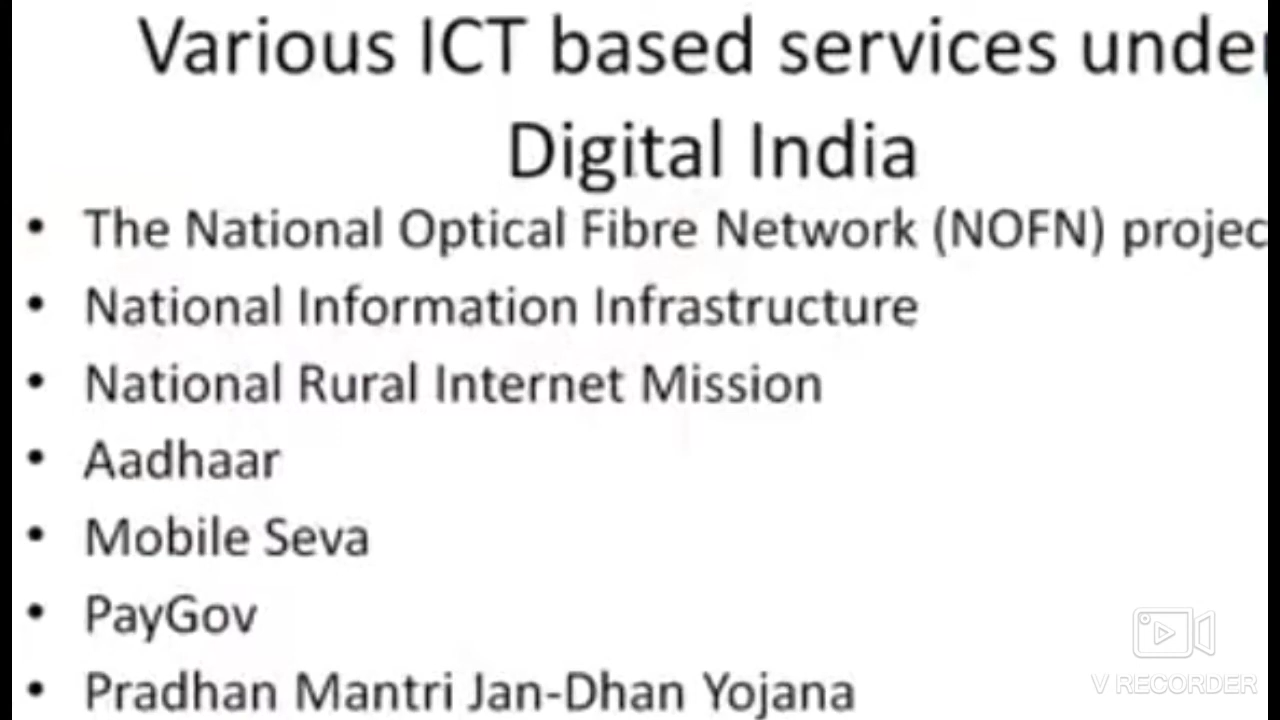 Various ICT based services under
Digital India
• The National Optical Fibre Network (NOFN) projec
• National Information Infrastructure
• National Rural Internet Mission
• Aadhaar
• Mobile Seva
• PayGov
• Pradhan Mantri Jan-Dhan Yojana
V RECORDER